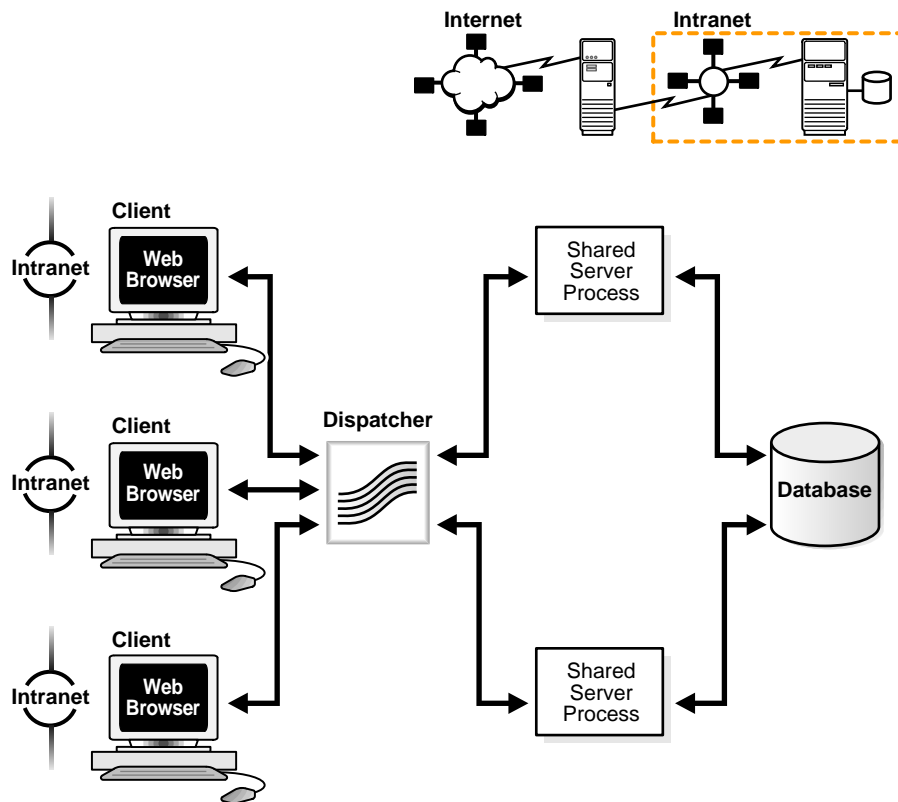 Internet
Intranet
Client
Intranet
Web
Browser
Shared
Server
Process
Dispatcher
Client
Intranet
Web
Browser
Database
Client
Intranet
Web
Browser
Shared
Server
Process